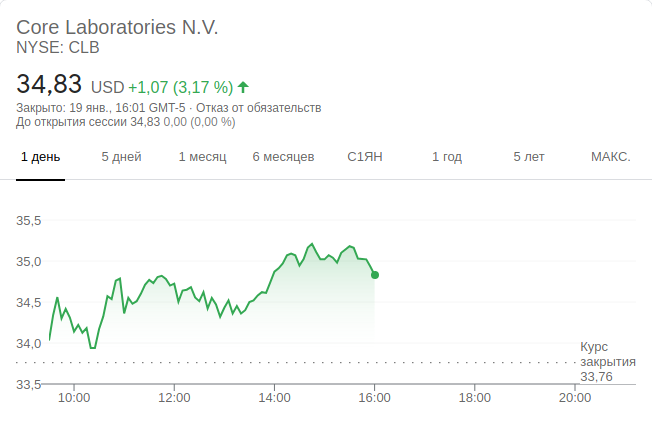 Core Laboratories N.V.
NYSE: CLB
34,83 USD +1,07 (3,17 %)
Закрыто: 19 янв., 16:01 GMT-5 · Отказ от обязательств
До открытия сессии 34,83 0,00 (0,00 %)
1 день 5 дней 1 месяц 6 месяцев С1ЯН 1 год 5 лет МАКС.
35,5
35,0
34,5
34,0
Курс
закрытия
33,76
33,5
10:00 12:00 14:00 16:00 18:00 20:00